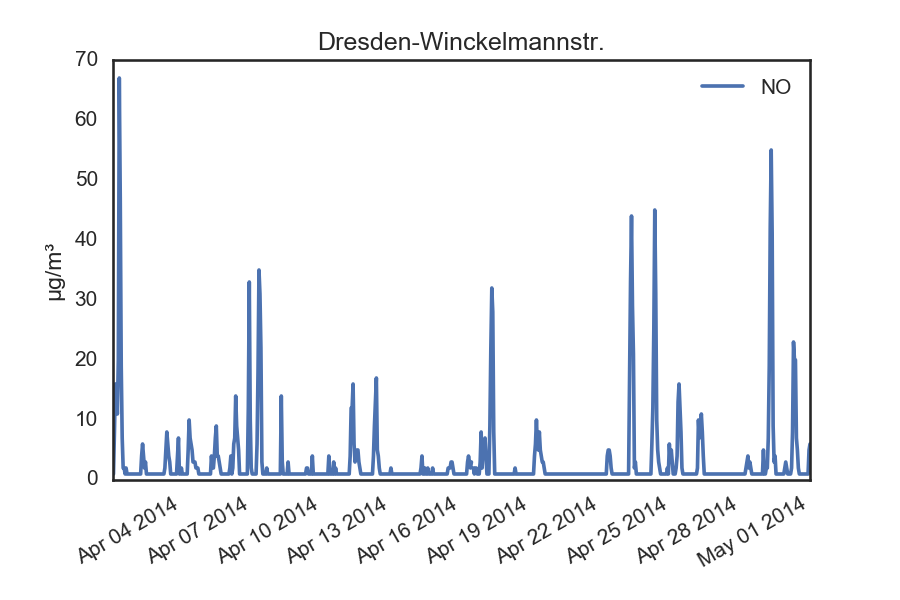 Dresden-Winckelmannstr.
70
60
50
40
30
20
10
0
µg/m³
NO
Apr 04 2014
Apr 07 2014
Apr 10 2014
Apr 13 2014
Apr 16 2014
Apr 19 2014
Apr 22 2014
Apr 25 2014
Apr 28 2014
May 01 2014